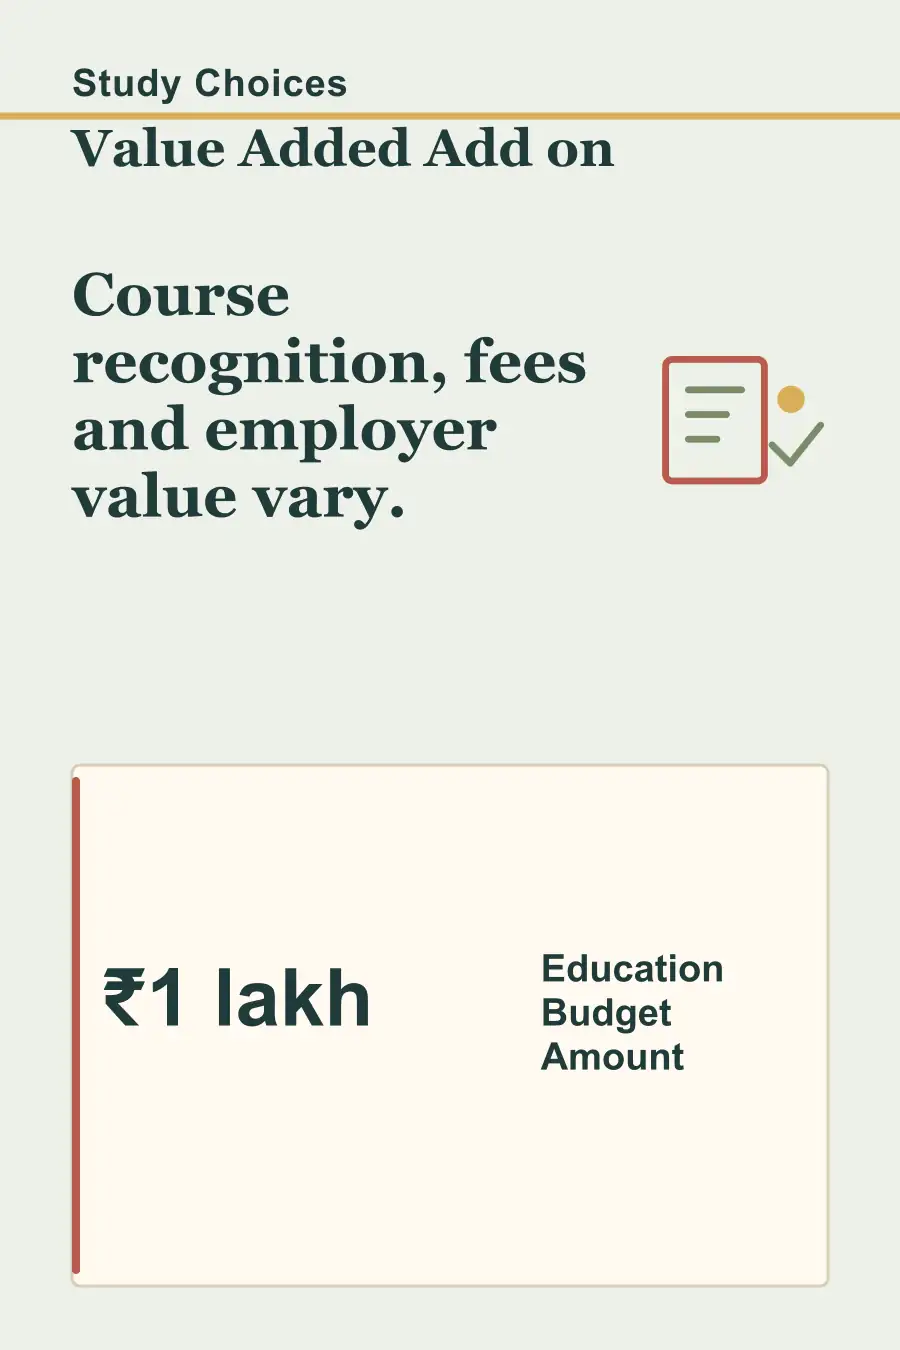 Study Choices
Value Added Add on
Course
recognition, fees
and employer
value vary.
₹1 lakh
Education
Budget
Amount